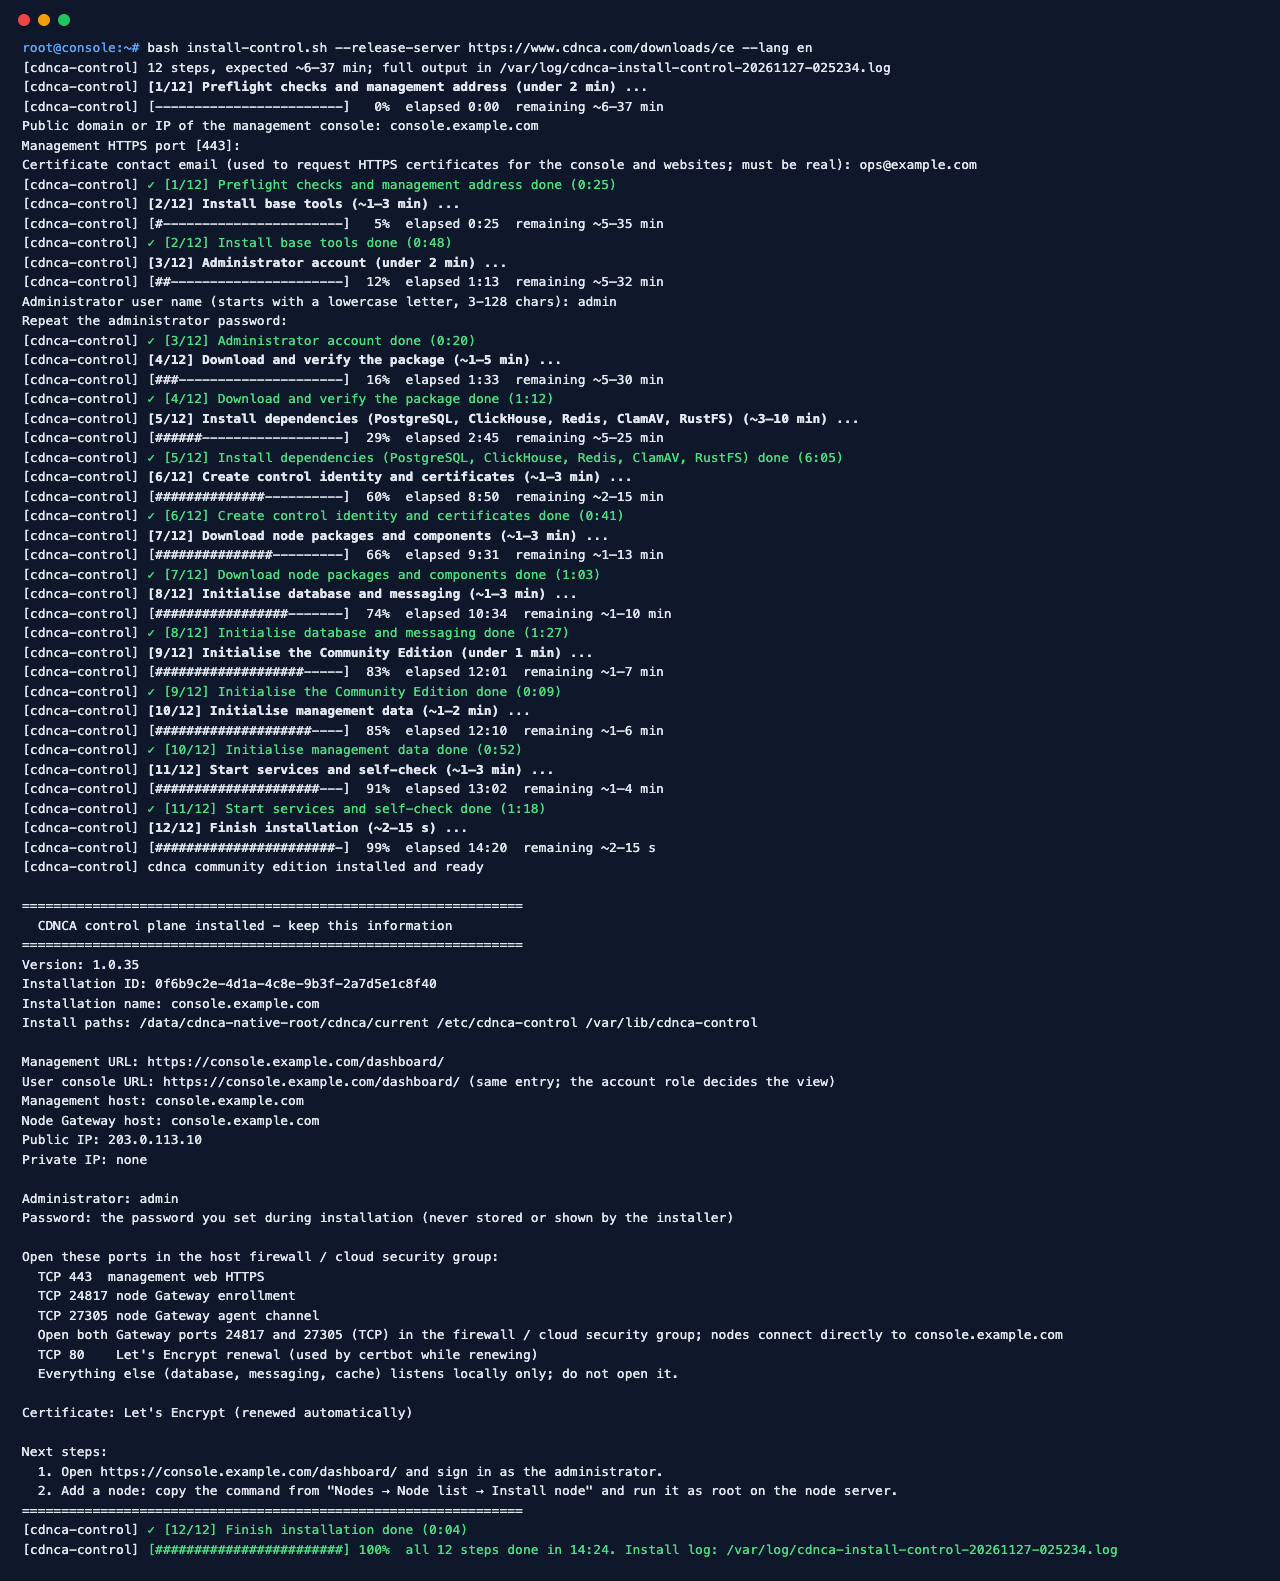 root@console:~# bash install-control.sh --release-server https://www.cdnca.com/downloads/ce --lang en
[cdnca-control] 12 steps, expected ~6–37 min; full output in /var/log/cdnca-install-control-20261127-025234.log
[cdnca-control] [1/12] Preflight checks and management address (under 2 min) ...
[cdnca-control] [------------------------]   0%  elapsed 0:00  remaining ~6–37 min
Public domain or IP of the management console: console.example.com
Management HTTPS port [443]:
Certificate contact email (used to request HTTPS certificates for the console and websites; must be real): ops@example.com
[cdnca-control] ✓ [1/12] Preflight checks and management address done (0:25)
[cdnca-control] [2/12] Install base tools (~1–3 min) ...
[cdnca-control] [#-----------------------]   5%  elapsed 0:25  remaining ~5–35 min
[cdnca-control] ✓ [2/12] Install base tools done (0:48)
[cdnca-control] [3/12] Administrator account (under 2 min) ...
[cdnca-control] [##----------------------]  12%  elapsed 1:13  remaining ~5–32 min
Administrator user name (starts with a lowercase letter, 3-128 chars): admin
Repeat the administrator password:
[cdnca-control] ✓ [3/12] Administrator account done (0:20)
[cdnca-control] [4/12] Download and verify the package (~1–5 min) ...
[cdnca-control] [###---------------------]  16%  elapsed 1:33  remaining ~5–30 min
[cdnca-control] ✓ [4/12] Download and verify the package done (1:12)
[cdnca-control] [5/12] Install dependencies (PostgreSQL, ClickHouse, Redis, ClamAV, RustFS) (~3–10 min) ...
[cdnca-control] [######------------------]  29%  elapsed 2:45  remaining ~5–25 min
[cdnca-control] ✓ [5/12] Install dependencies (PostgreSQL, ClickHouse, Redis, ClamAV, RustFS) done (6:05)
[cdnca-control] [6/12] Create control identity and certificates (~1–3 min) ...
[cdnca-control] [##############----------]  60%  elapsed 8:50  remaining ~2–15 min
[cdnca-control] ✓ [6/12] Create control identity and certificates done (0:41)
[cdnca-control] [7/12] Download node packages and components (~1–3 min) ...
[cdnca-control] [###############---------]  66%  elapsed 9:31  remaining ~1–13 min
[cdnca-control] ✓ [7/12] Download node packages and components done (1:03)
[cdnca-control] [8/12] Initialise database and messaging (~1–3 min) ...
[cdnca-control] [#################-------]  74%  elapsed 10:34  remaining ~1–10 min
[cdnca-control] ✓ [8/12] Initialise database and messaging done (1:27)
[cdnca-control] [9/12] Initialise the Community Edition (under 1 min) ...
[cdnca-control] [###################-----]  83%  elapsed 12:01  remaining ~1–7 min
[cdnca-control] ✓ [9/12] Initialise the Community Edition done (0:09)
[cdnca-control] [10/12] Initialise management data (~1–2 min) ...
[cdnca-control] [####################----]  85%  elapsed 12:10  remaining ~1–6 min
[cdnca-control] ✓ [10/12] Initialise management data done (0:52)
[cdnca-control] [11/12] Start services and self-check (~1–3 min) ...
[cdnca-control] [#####################---]  91%  elapsed 13:02  remaining ~1–4 min
[cdnca-control] ✓ [11/12] Start services and self-check done (1:18)
[cdnca-control] [12/12] Finish installation (~2–15 s) ...
[cdnca-control] [#######################-]  99%  elapsed 14:20  remaining ~2–15 s
[cdnca-control] cdnca community edition installed and ready
================================================================
CDNCA control plane installed - keep this information
================================================================
Version: 1.0.35
Installation ID: 0f6b9c2e-4d1a-4c8e-9b3f-2a7d5e1c8f40
Installation name: console.example.com
Install paths: /data/cdnca-native-root/cdnca/current /etc/cdnca-control /var/lib/cdnca-control
Management URL: https://console.example.com/dashboard/
User console URL: https://console.example.com/dashboard/ (same entry; the account role decides the view)
Management host: console.example.com
Node Gateway host: console.example.com
Public IP: 203.0.113.10
Private IP: none
Administrator: admin
Password: the password you set during installation (never stored or shown by the installer)
Open these ports in the host firewall / cloud security group:
TCP 443  management web HTTPS
TCP 24817 node Gateway enrollment
TCP 27305 node Gateway agent channel
Open both Gateway ports 24817 and 27305 (TCP) in the firewall / cloud security group; nodes connect directly to console.example.com
TCP 80    Let's Encrypt renewal (used by certbot while renewing)
Everything else (database, messaging, cache) listens locally only; do not open it.
Certificate: Let's Encrypt (renewed automatically)
Next steps:
1. Open https://console.example.com/dashboard/ and sign in as the administrator.
2. Add a node: copy the command from "Nodes → Node list → Install node" and run it as root on the node server.
================================================================
[cdnca-control] ✓ [12/12] Finish installation done (0:04)
[cdnca-control] [########################] 100%  all 12 steps done in 14:24. Install log: /var/log/cdnca-install-control-20261127-025234.log